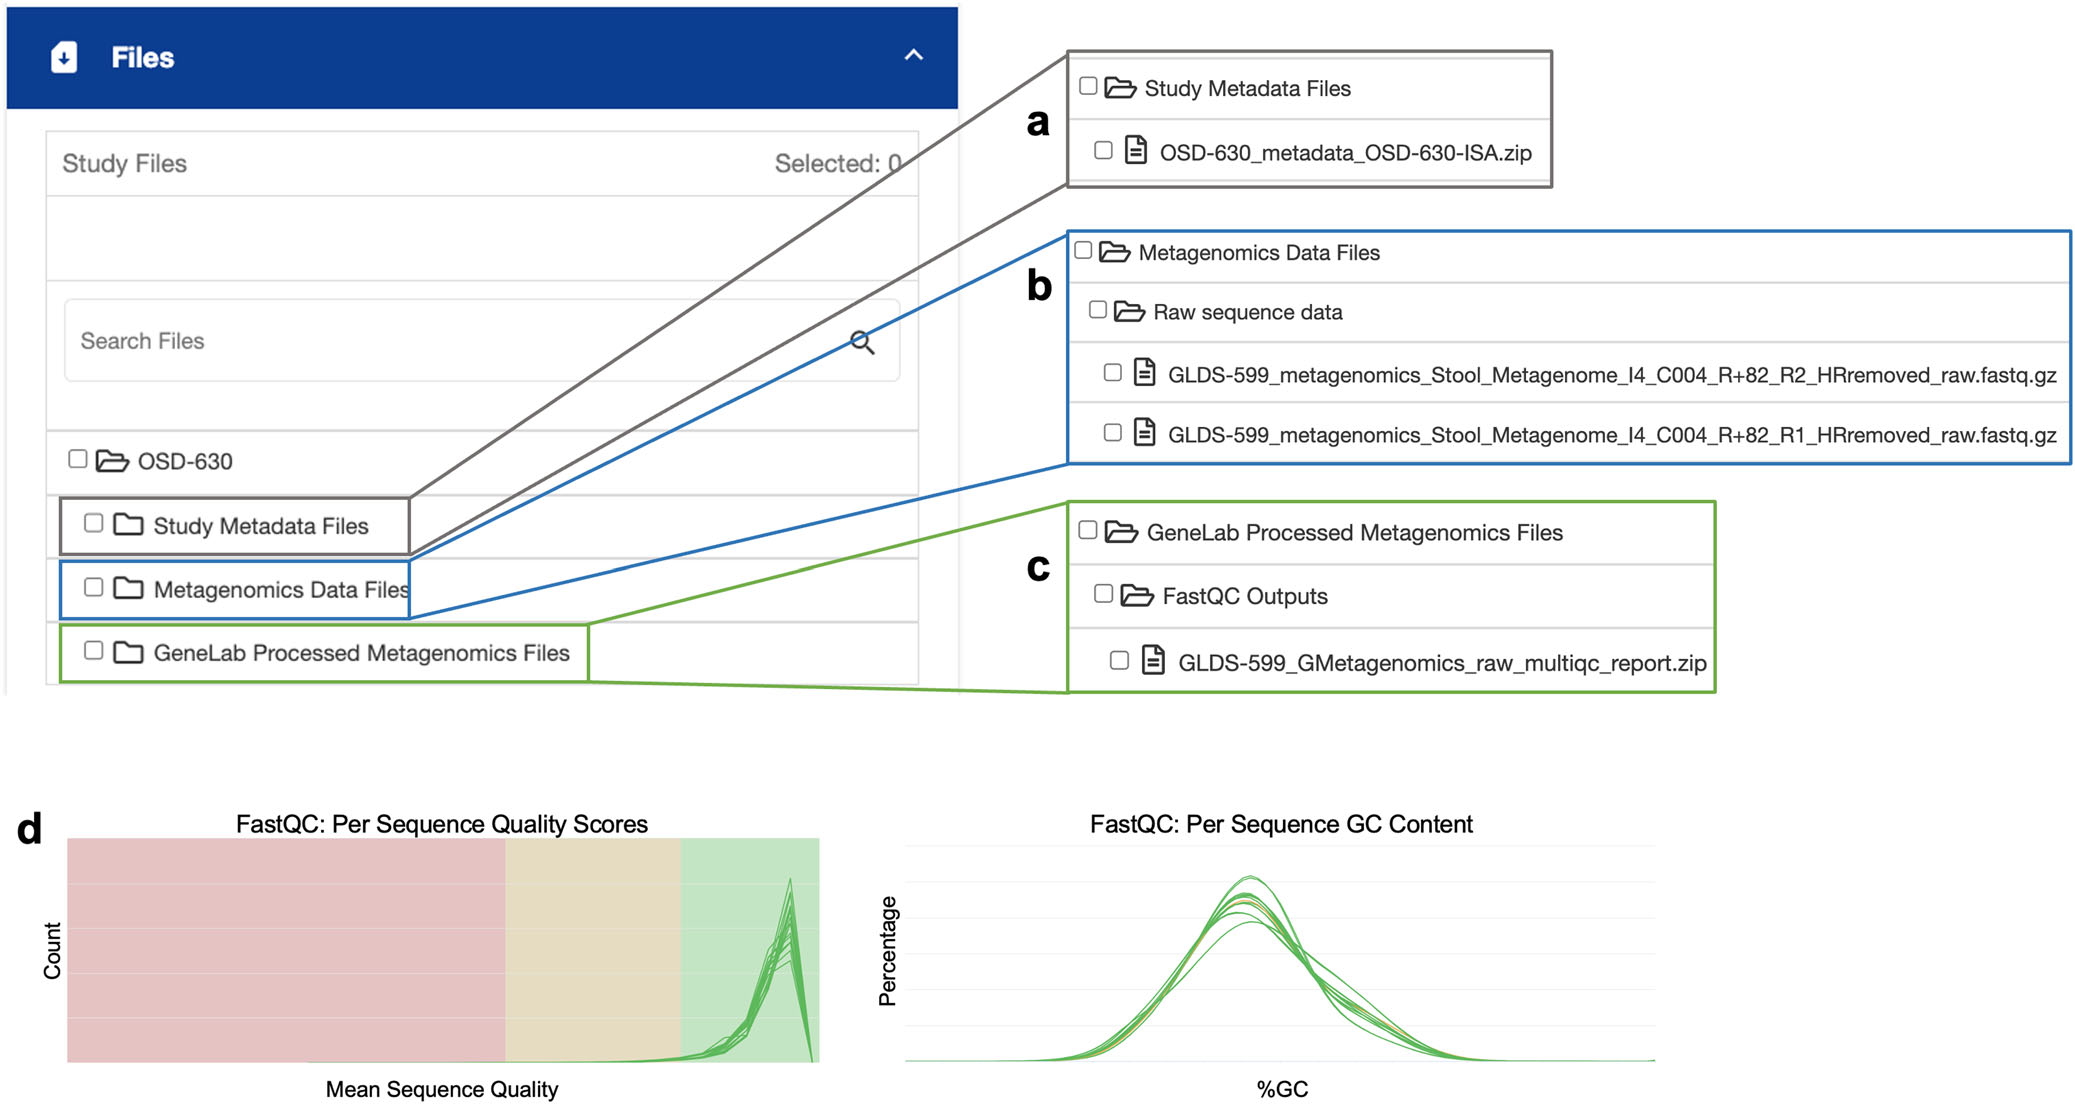 Files
Study Files
Selected: 0
Search Files
OSD-630
Study Metadata Files
Metagenomics Data Files
GeneLab Processed Metagenomics Files
a
Study Metadata Files
OSD-630_metadata_OSD-630-ISA.zip
b
Metagenomics Data Files
Raw sequence data
GLDS-599_metagenomics_Stool_Metagenome_I4_C004_R+82_R2_HRremoved_raw.fastq.gz
GLDS-599_metagenomics_Stool_Metagenome_I4_C004_R+82_R1_HRremoved_raw.fastq.gz
c
GeneLab Processed Metagenomics Files
FastQC Outputs
GLDS-599_GMetagenomics_raw_multiqc_report.zip
d
FastQC: Per Sequence Quality Scores
Count
Mean Sequence Quality
FastQC: Per Sequence GC Content
Percentage
%GC